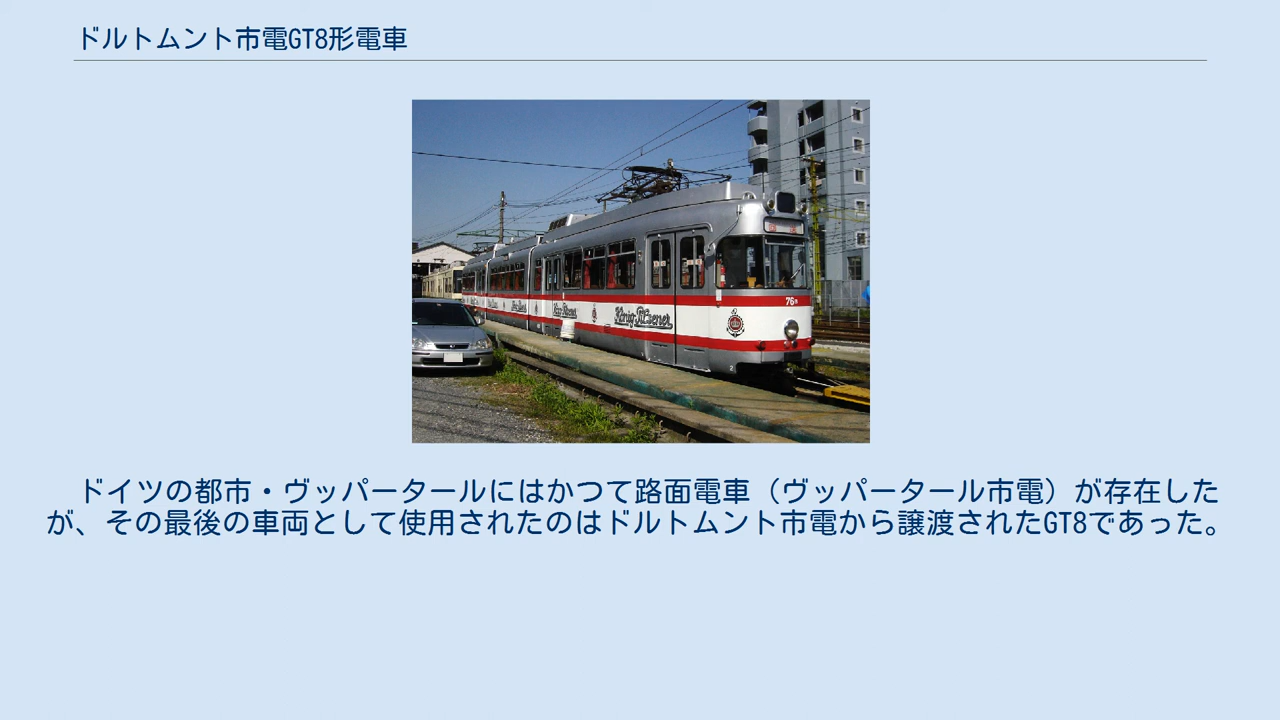 ドルトムント市電GT8形電車
76
König-Pilsener
2
ドイツの都市・ヴッパータールにはかつて路面電車（ヴッパータール市電）が存在した
が、その最後の車両として使用されたのはドルトムント市電から譲渡されたGT8であった。